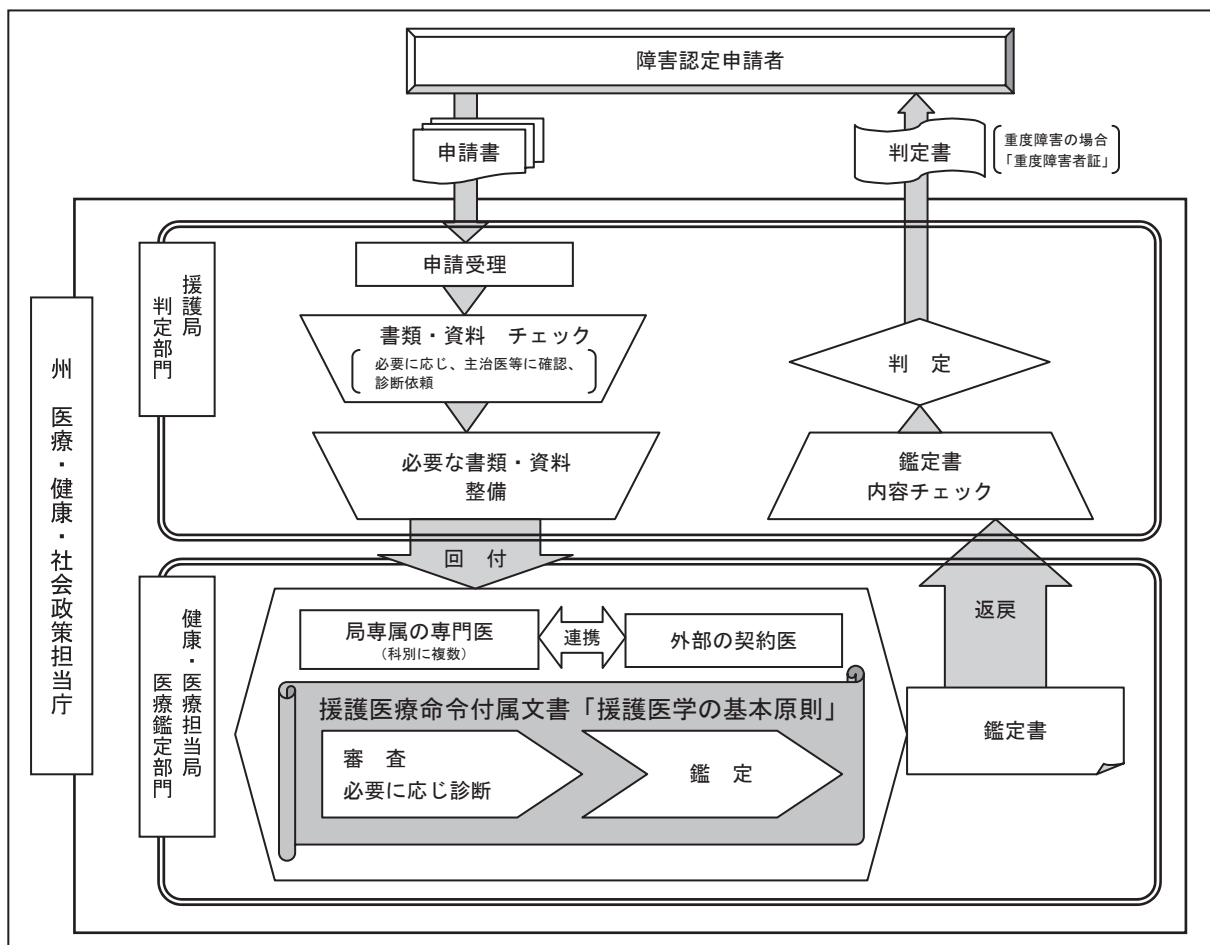 障害認定申請者
申請書
判定書
重度障害の場合
「重度障害者証」
州　医療・健康・社会政策担当庁
援護局
判定部門
申請受理
書類・資料　チェック
必要に応じ、主治医等に確認、
診断依頼
必要な書類・資料
整備
判　定
鑑定書
内容チェック
回　付
返戻
健康・医療担当局
医療鑑定部門
局専属の専門医
(科別に複数)
連携
外部の契約医
援護医療命令付属文書「援護医学の基本原則」
審　査
必要に応じ診断
鑑　定
鑑定書